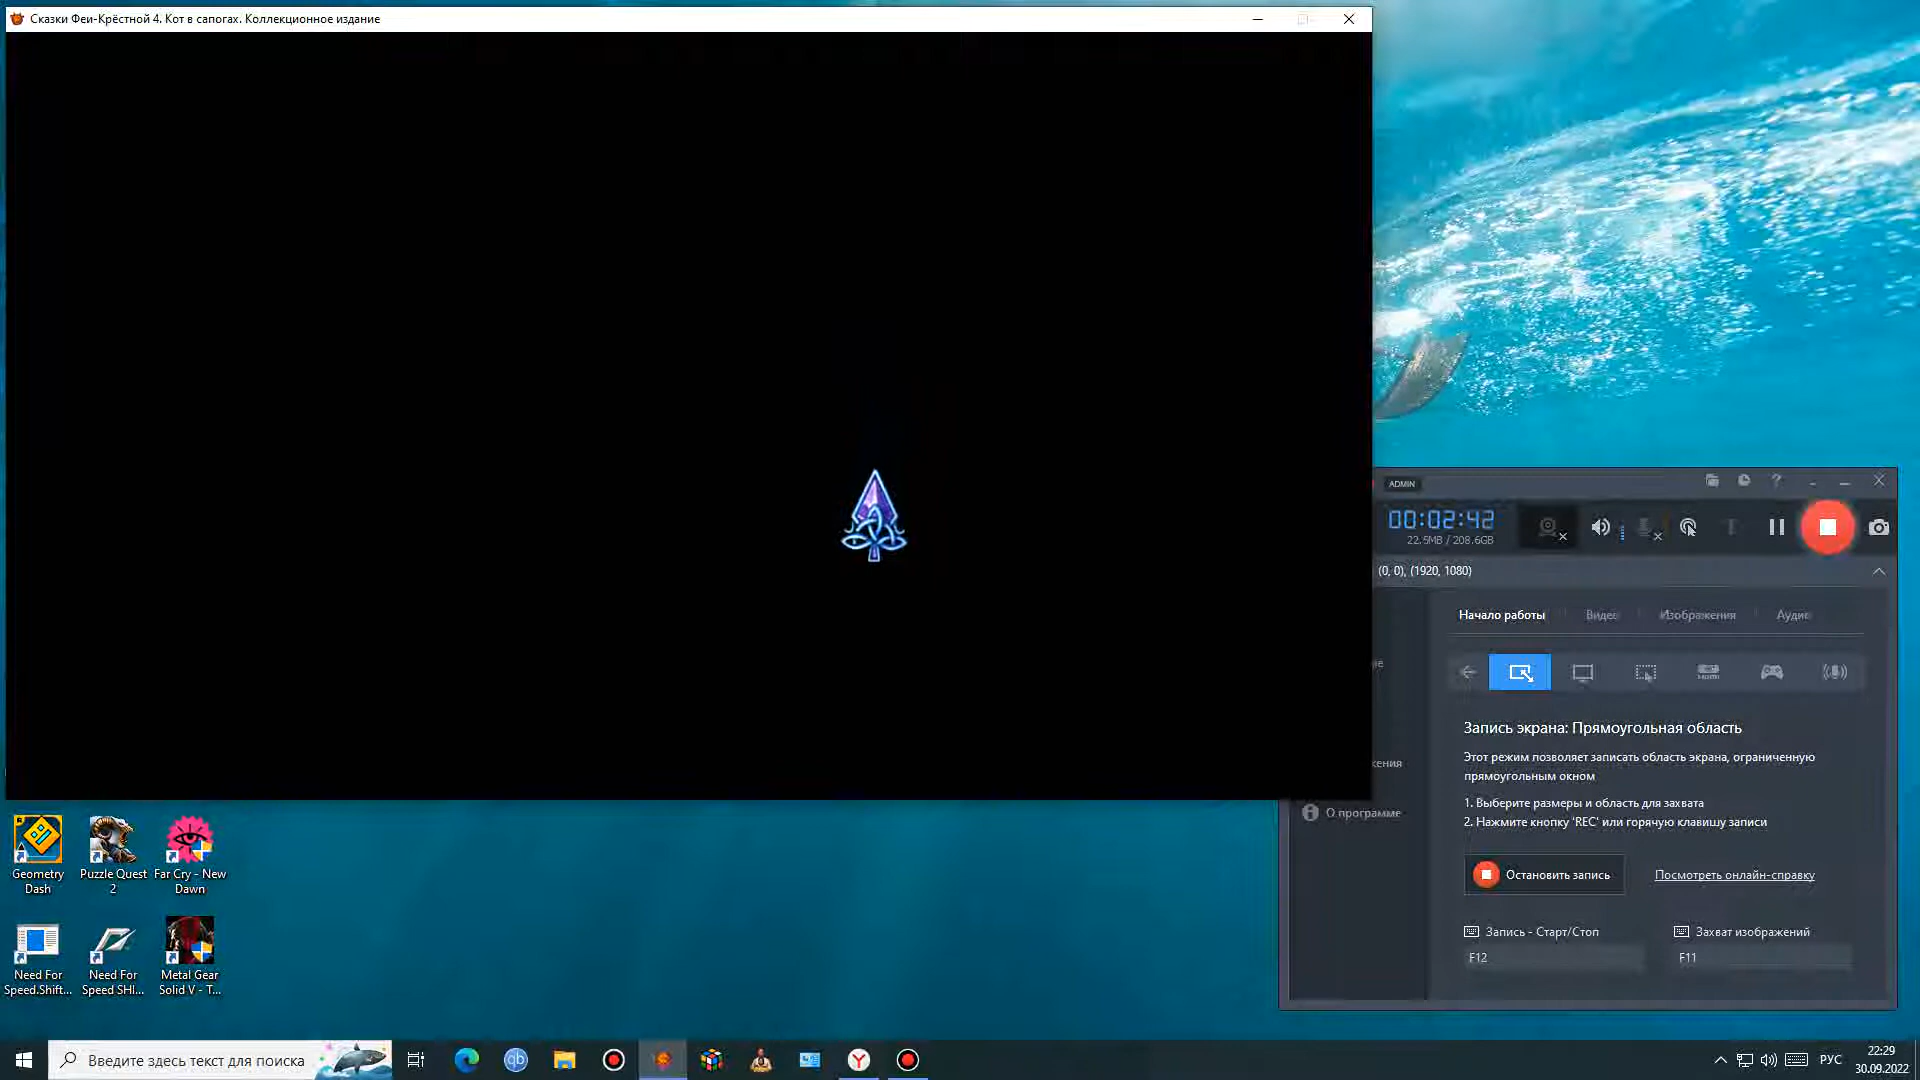 Сказки Феи-Крёстной 4. Кот в сапогах. Коллекционное издание
ADMIN
00:02:42
22.5MB / 208.6GB
(0, 0), (1920, 1080)
Начало работы
Видео
Изображения
Аудио
Запись экрана: Прямоугольная область
Этот режим позволяет записать область экрана, ограниченную
прямоугольным окном
1. Выберите размеры и область для захвата
2. Нажмите кнопку 'REC' или горячую клавишу записи
О программе
Остановить запись
Посмотреть онлайн-справку
Запись - Старт/Стоп
Захват изображений
F12
F11
Geometry
Dash
Puzzle Quest
2
Far Cry - New
Dawn
Need For
Speed.Shift...
Need For
Speed SHI...
Metal Gear
Solid V - T...
Введите здесь текст для поиска
РУС
22:29
30.09.2022